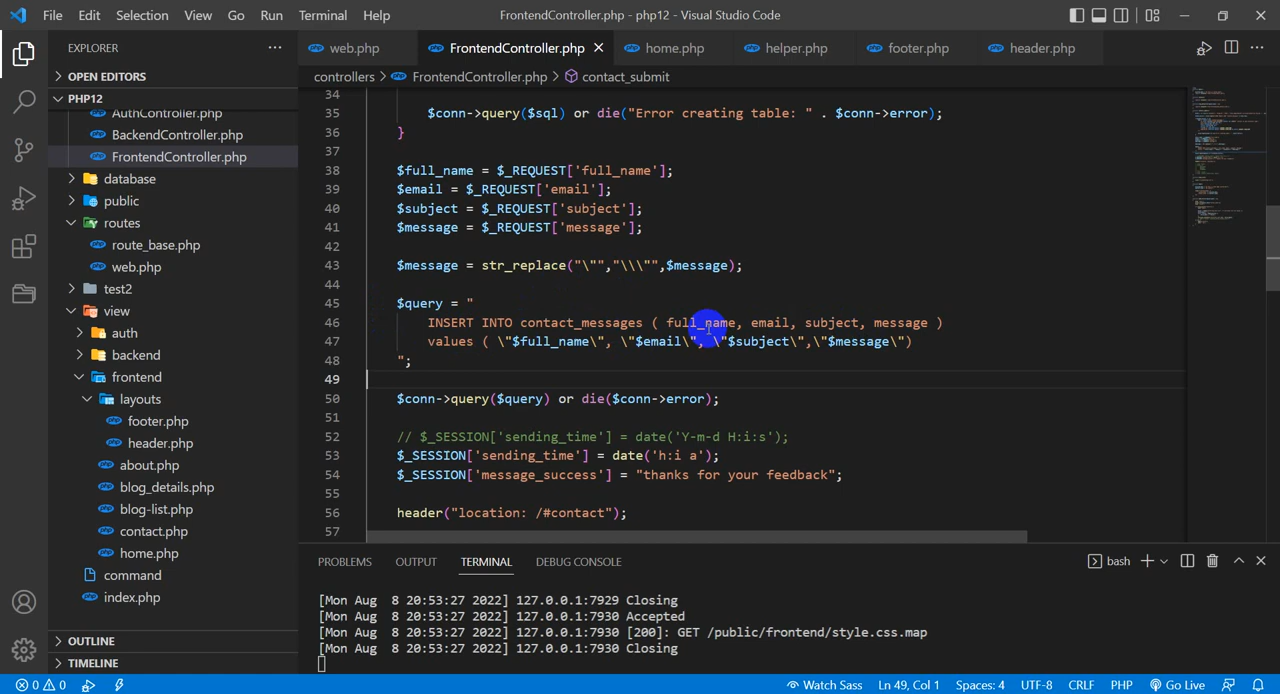 File Edit Selection View Go Run Terminal Help FrontendController.php - php12 - Visual Studio Code
EXPLORER
OPEN EDITORS
PHP12
AuthController.php
BackendController.php
FrontendController.php
database
public
routes
route_base.php
web.php
test2
view
auth
backend
frontend
layouts
footer.php
header.php
about.php
blog_details.php
blog-list.php
contact.php
home.php
command
index.php
OUTLINE
TIMELINE
web.php FrontendController.php home.php helper.php footer.php header.php
controllers > FrontendController.php > contact_submit
34
35 $conn->query($sql) or die("Error creating table: " . $conn->error);
36 }
37
38 $full_name = $_REQUEST['full_name'];
39 $email = $_REQUEST['email'];
40 $subject = $_REQUEST['subject'];
41 $message = $_REQUEST['message'];
42
43 $message = str_replace("\"","\\\"",$message);
44
45 $query = "
46 INSERT INTO contact_messages ( full_name, email, subject, message )
47 values ( \"$full_name\", \"$email\", \"$subject\",\"$message\")
48 ";
49
50 $conn->query($query) or die($conn->error);
51
52 // $_SESSION['sending_time'] = date('Y-m-d H:i:s');
53 $_SESSION['sending_time'] = date('h:i a');
54 $_SESSION['message_success'] = "thanks for your feedback";
55
56 header("location: /#contact");
57
PROBLEMS OUTPUT TERMINAL DEBUG CONSOLE bash
[Mon Aug  8 20:53:27 2022] 127.0.0.1:7929 Closing
[Mon Aug  8 20:53:27 2022] 127.0.0.1:7930 Accepted
[Mon Aug  8 20:53:27 2022] 127.0.0.1:7930 [200]: GET /public/frontend/style.css.map
[Mon Aug  8 20:53:27 2022] 127.0.0.1:7930 Closing
0 0 Watch Sass Ln 49, Col 1 Spaces: 4 UTF-8 CRLF PHP Go Live